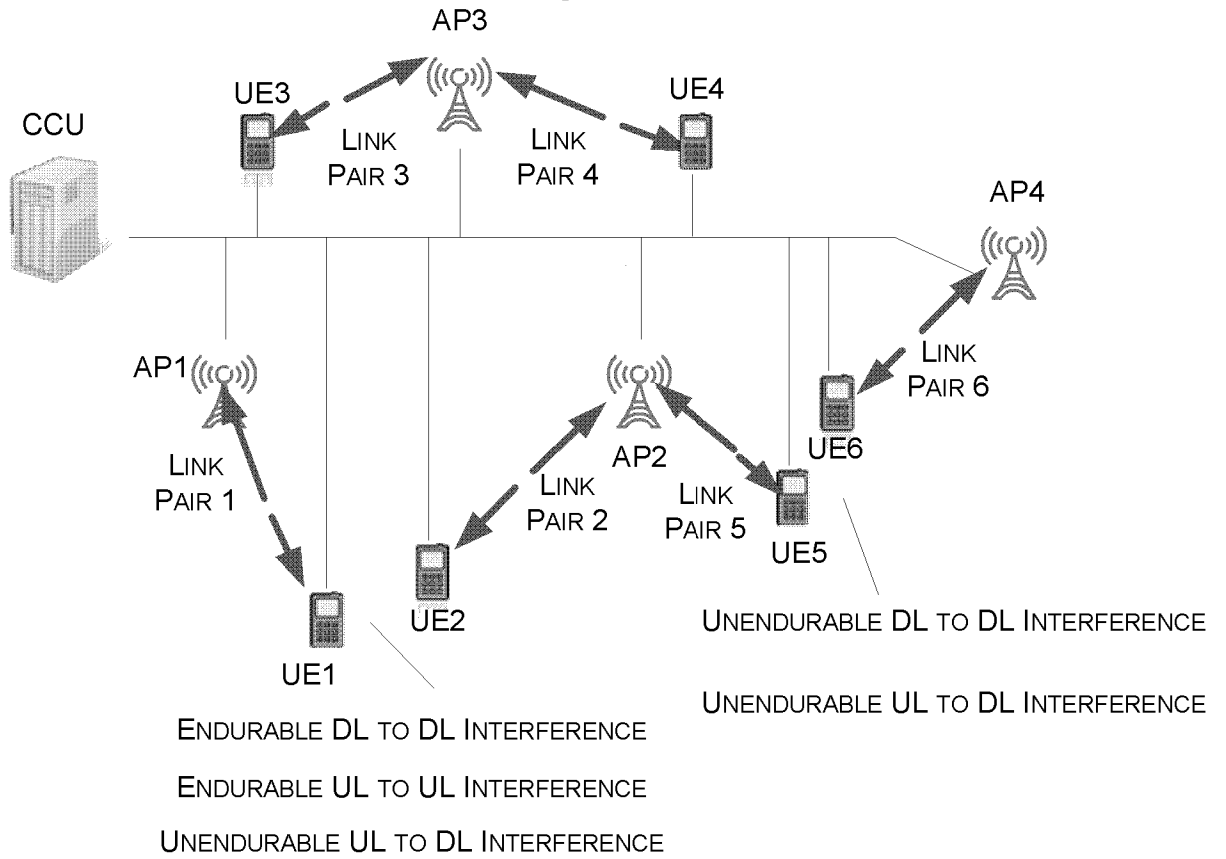 AP3
UE3
UE4
CCU
LINK
PAIR 3
LINK
PAIR 4
AP4
AP1
LINK
PAIR 6
UE6
AP2
LINK
PAIR 1
LINK
PAIR 2
LINK
PAIR 5
UE5
UE2
UE1
UNENDURABLE DL TO DL INTERFERENCE
UNENDURABLE UL TO DL INTERFERENCE
ENDURABLE DL TO DL INTERFERENCE
ENDURABLE UL TO UL INTERFERENCE
UNENDURABLE UL TO DL INTERFERENCE